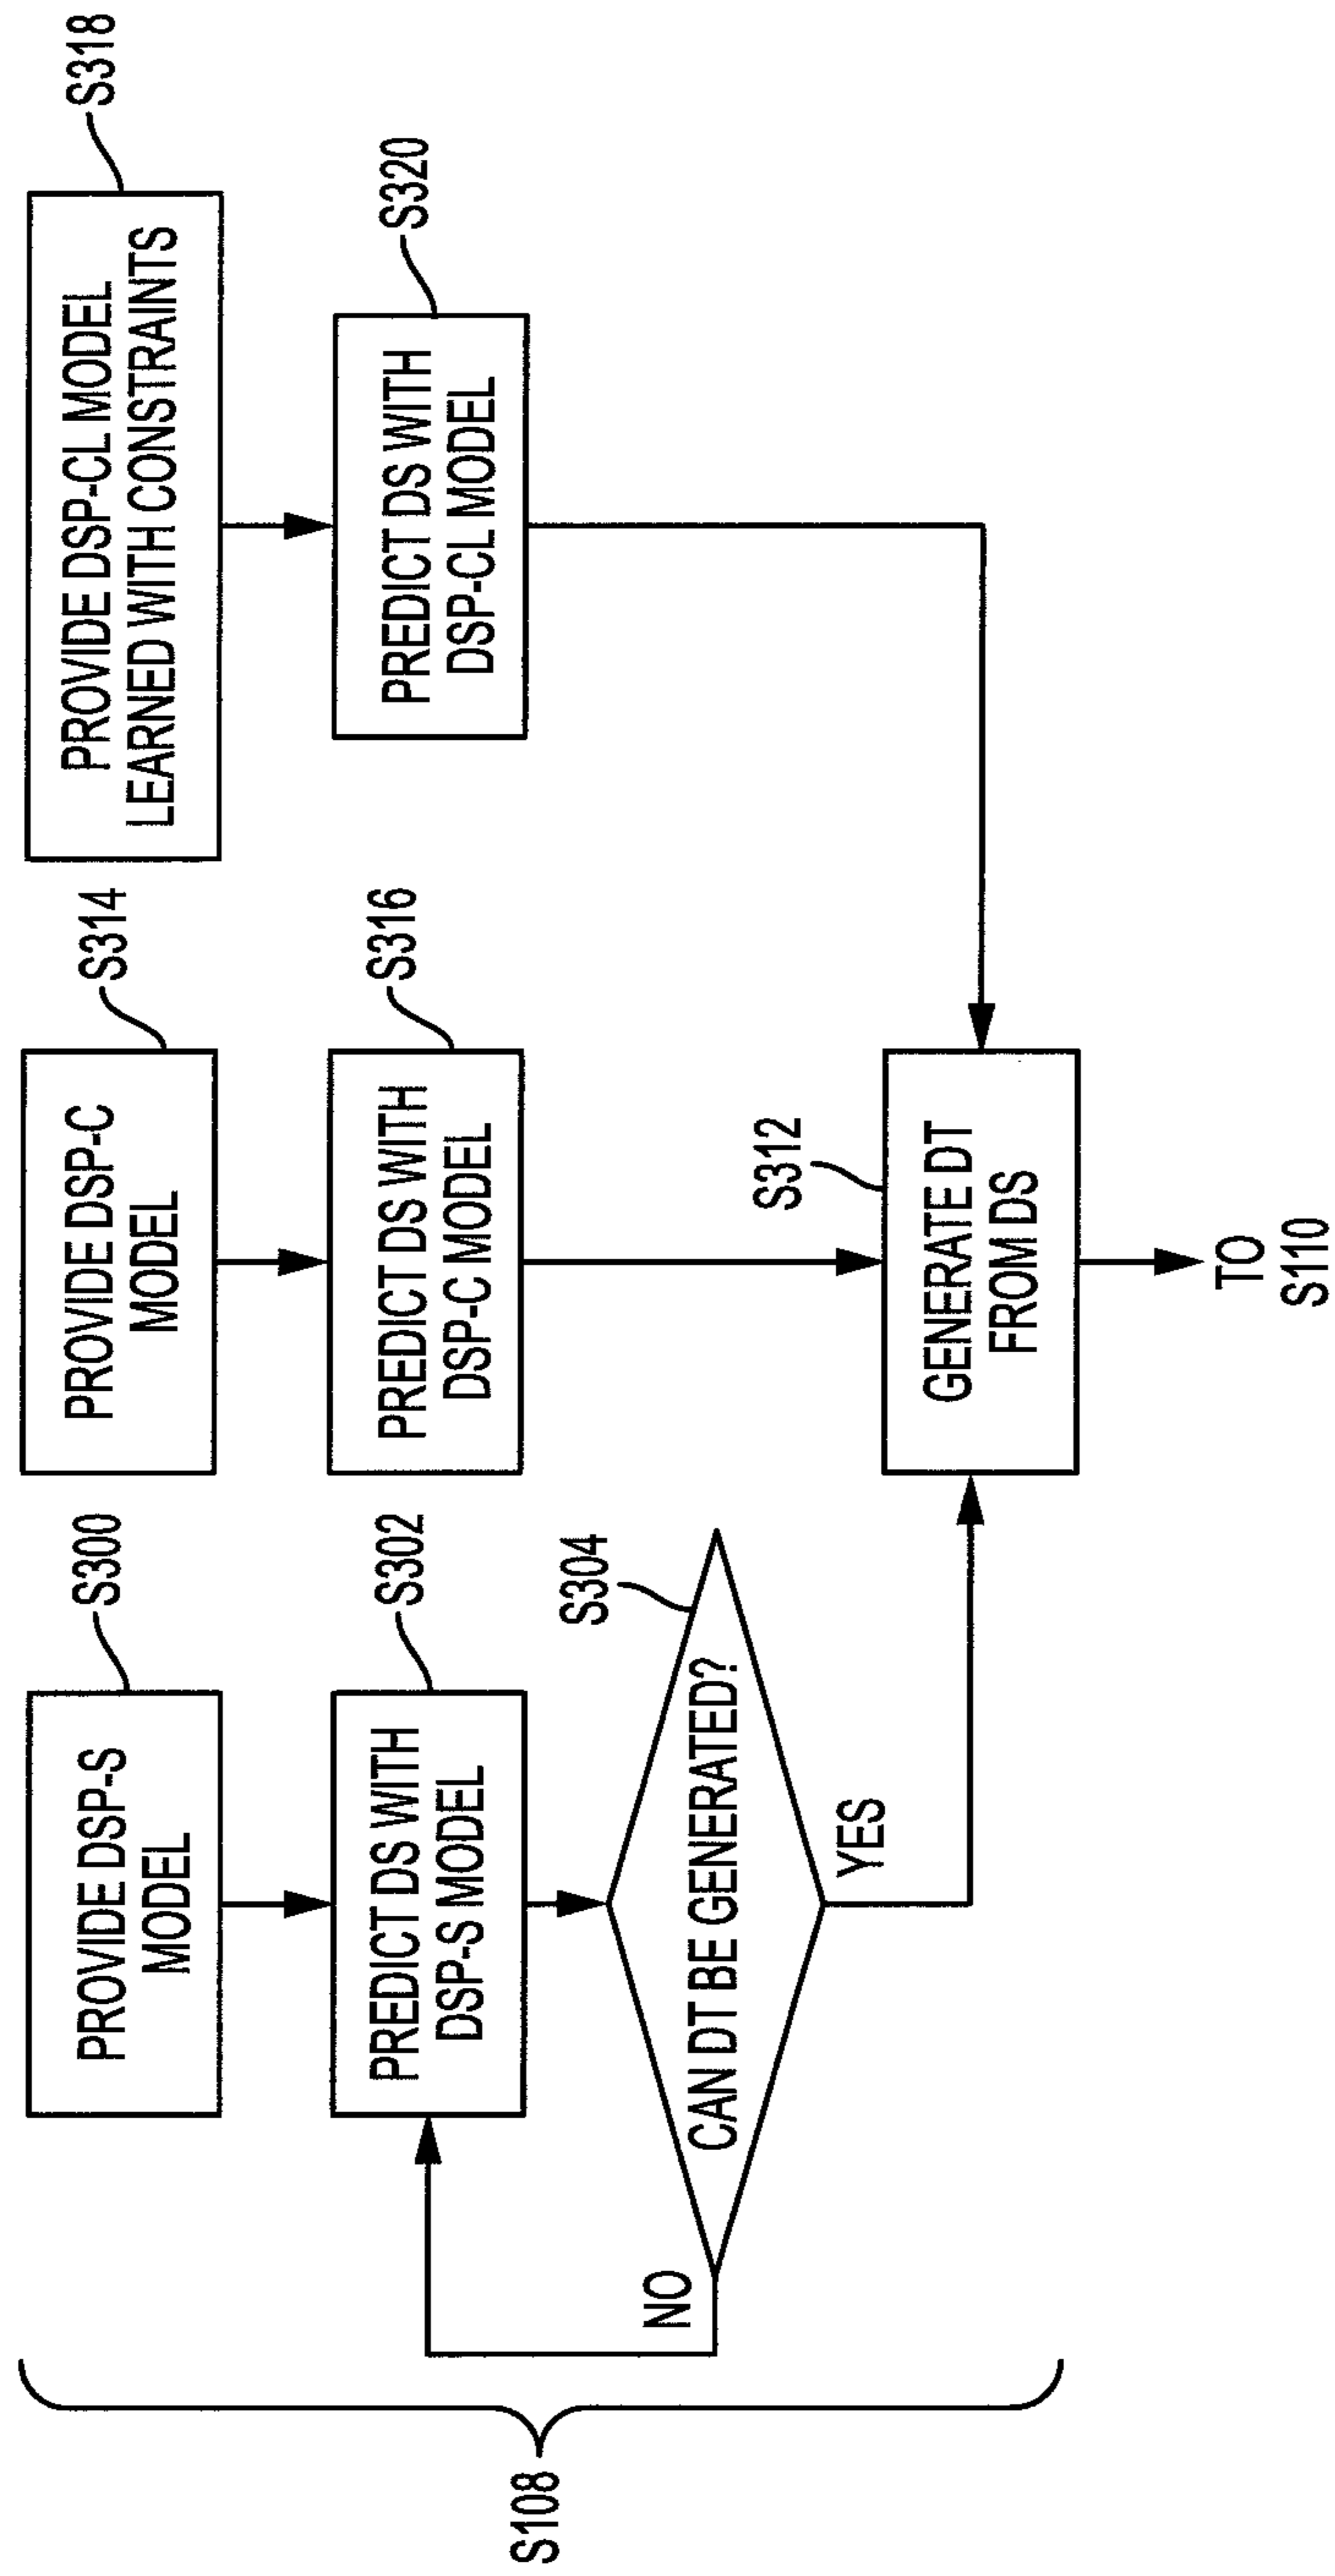 S300
PROVIDE DSP-S
MODEL
S302
PREDICT DS WITH
DSP-S MODEL
S304
CAN DT BE GENERATED?
NO
YES
S314
PROVIDE DSP-C
MODEL
S316
PREDICT DS WITH
DSP-C MODEL
S318
PROVIDE DSP-CL MODEL
LEARNED WITH CONSTRAINTS
S320
PREDICT DS WITH
DSP-CL MODEL
S312
GENERATE DT
FROM DS
TO
S110
S108